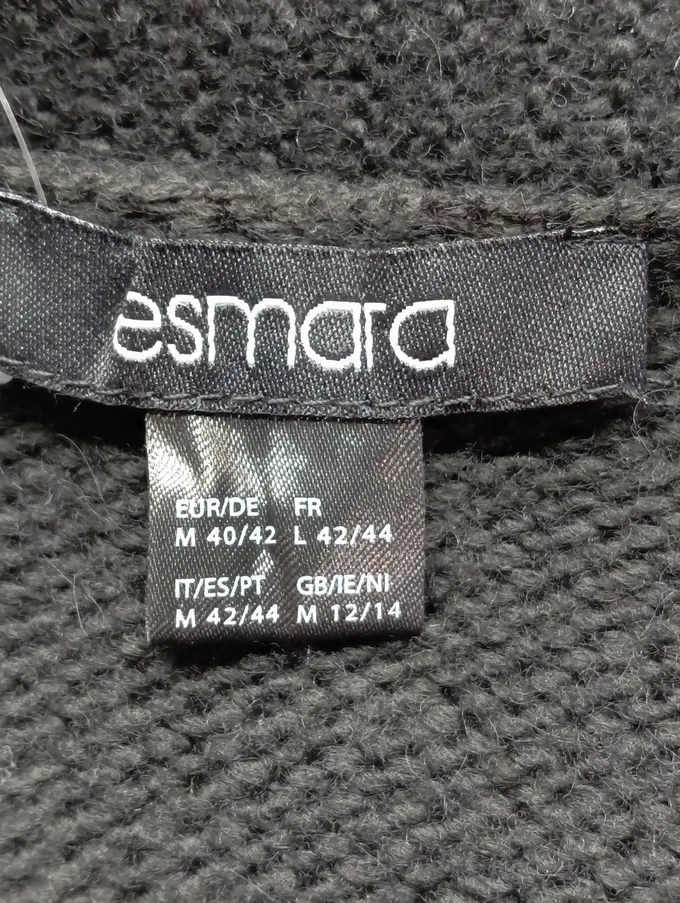 esmara
EUR/DE FR
M 40/42 L 42/44
IT/ES/PT GB/IE/NI
M 42/44 M 12/14